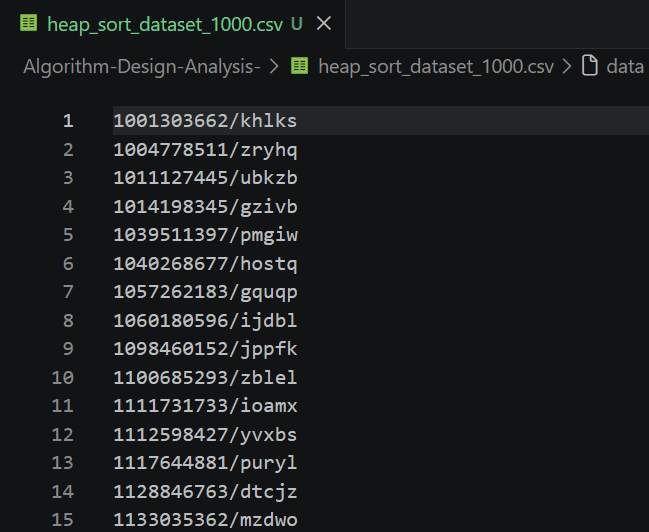 heap_sort_dataset_1000.csv U
Algorithm-Design-Analysis- > heap_sort_dataset_1000.csv > data
1 1001303662/khlks
2 1004778511/zryhq
3 1011127445/ubkzb
4 1014198345/gzivb
5 1039511397/pmgiw
6 1040268677/hostq
7 1057262183/gquqp
8 1060180596/ijdbl
9 1098460152/jppfk
10 1100685293/zblel
11 1111731733/ioamx
12 1112598427/yvxbs
13 1117644881/puryl
14 1128846763/dtcjz
15 1133035362/mzdwo